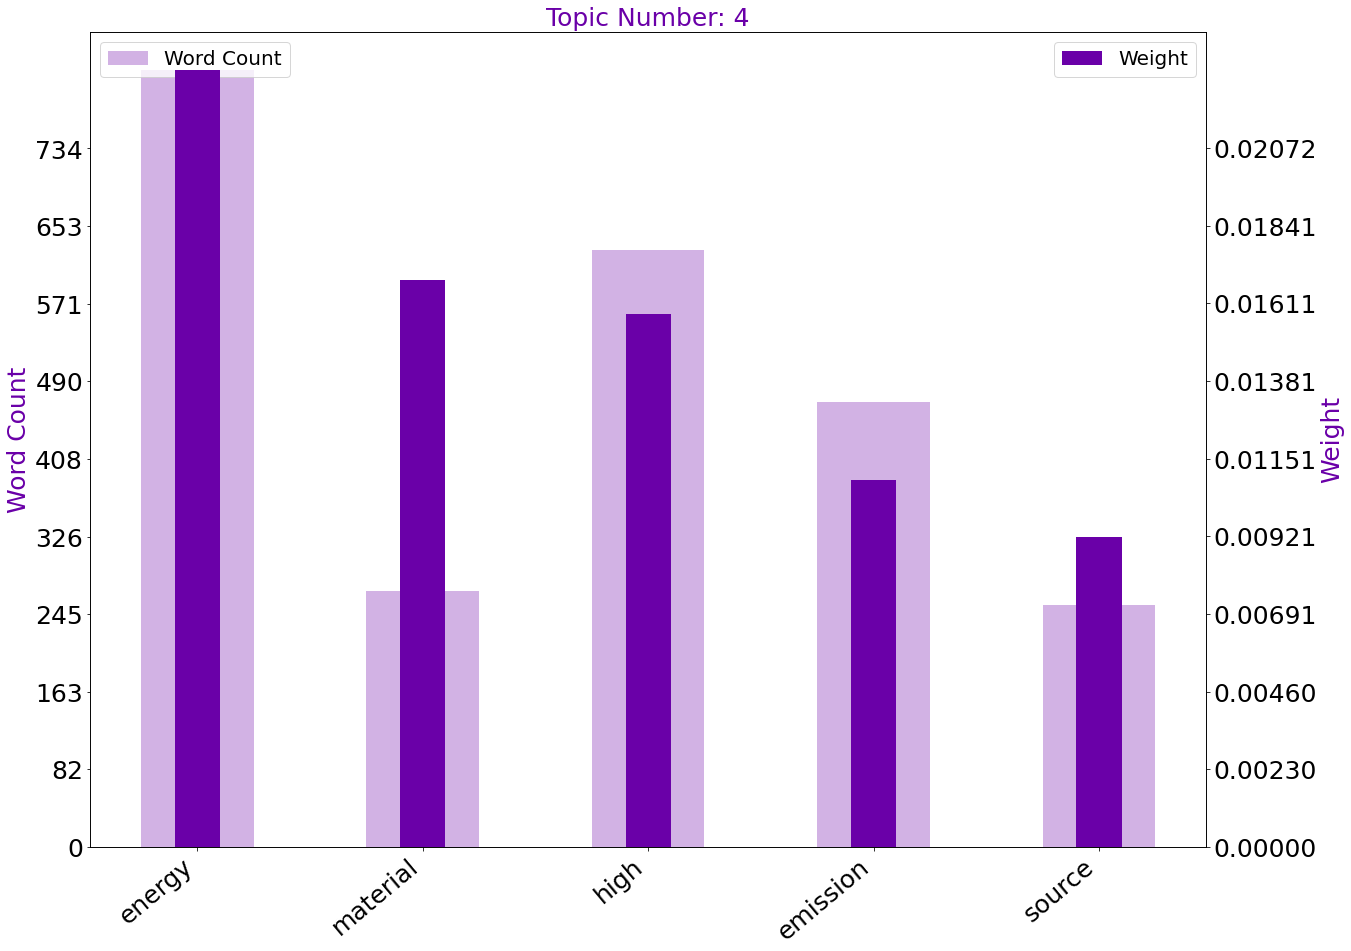 Topic Number: 4
Word Count
Weight
734
653
571
490
408
326
245
163
82
0
Word Count
0.02072
0.01841
0.01611
0.01381
0.01151
0.00921
0.00691
0.00460
0.00230
0.00000
Weight
energy
material
high
emission
source